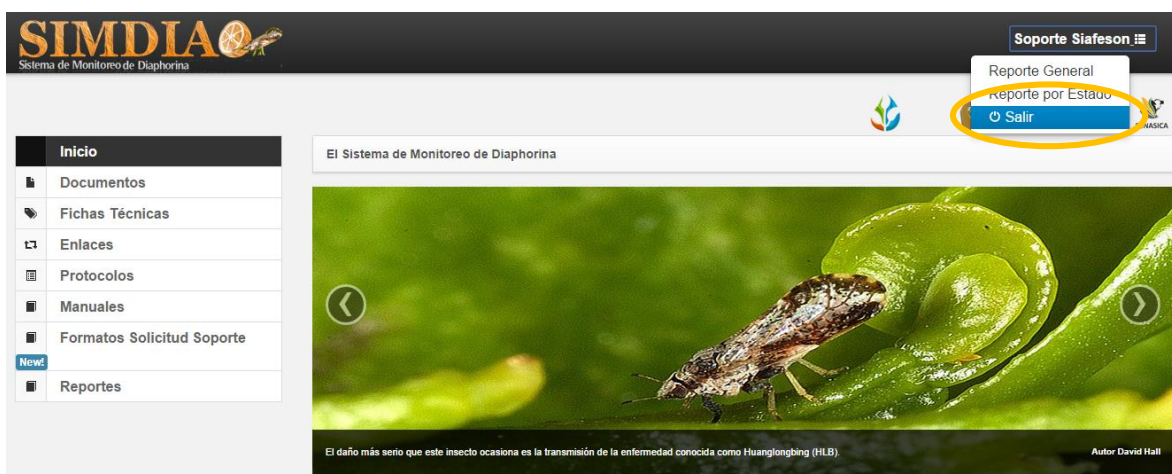 SIMDIA
Sistema de Monitoreo de Diaphorina
Soporte Siafeson
Reporte General
Reporte por Estado
Salir
Inicio
El Sistema de Monitoreo de Diaphorina
Documentos
Fichas Técnicas
Enlaces
Protocolos
Manuales
Formatos Solicitud Soporte
New!
Reportes
El daño más serio que este insecto ocasiona es la transmisión de la enfermedad conocida como Huanglongbing (HLB).
Autor David Hall